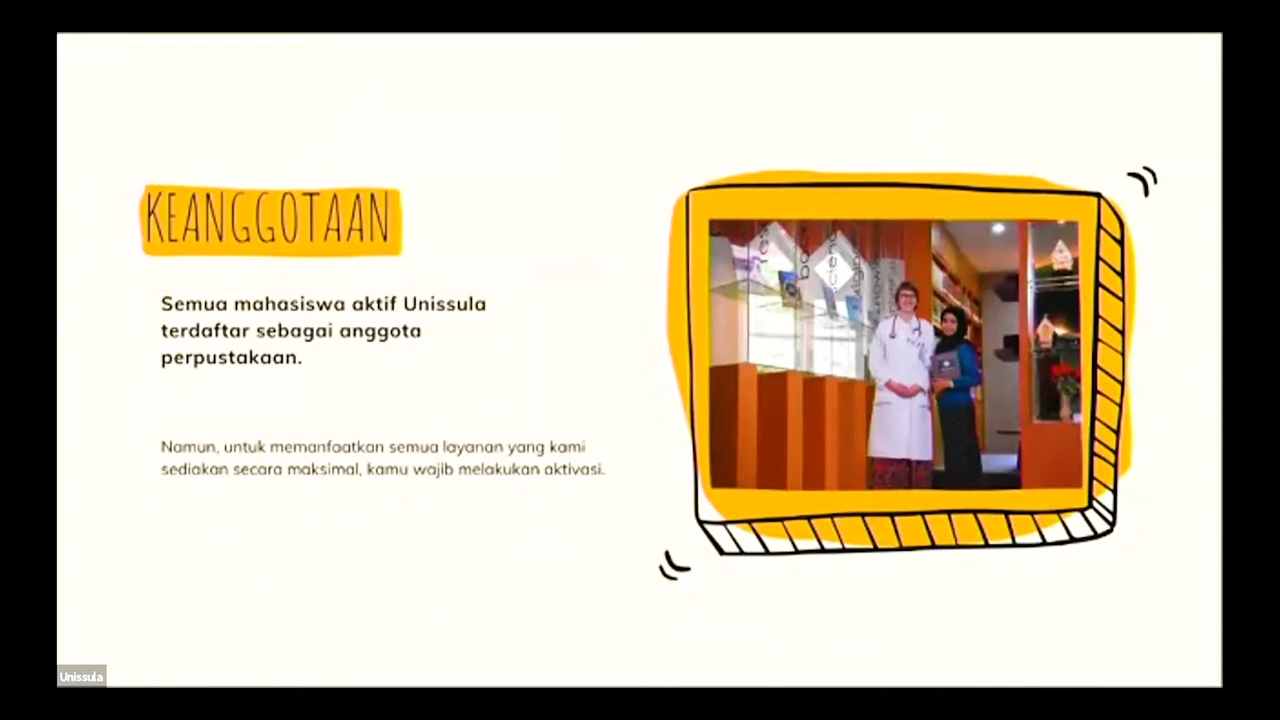 KEANGGOTAAN
Semua mahasiswa aktif Unissula
terdaftar sebagai anggota
perpustakaan.
Namun, untuk memanfaatkan semua layanan yang kami
sediakan secara maksimal, kamu wajib melakukan aktivasi.
Unissula